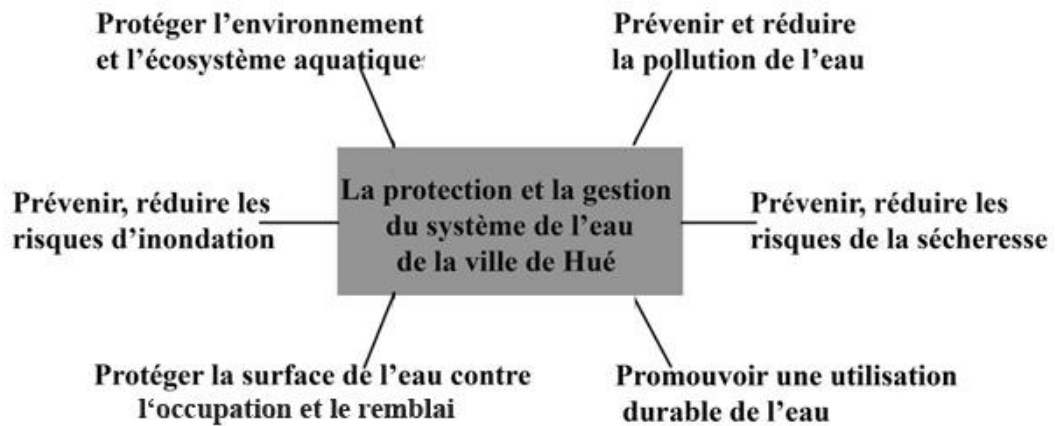 Protéger l’environnement
et l’écosystème aquatique
Prévenir et réduire
la pollution de l’eau
La protection et la gestion
du système de l’eau
de la ville de Hué
Prévenir, réduire les
risques d’inondation
Prévenir, réduire les
risques de la sécheresse
Protéger la surface de l’eau contre
l‘occupation et le remblai
Promouvoir une utilisation
durable de l’eau